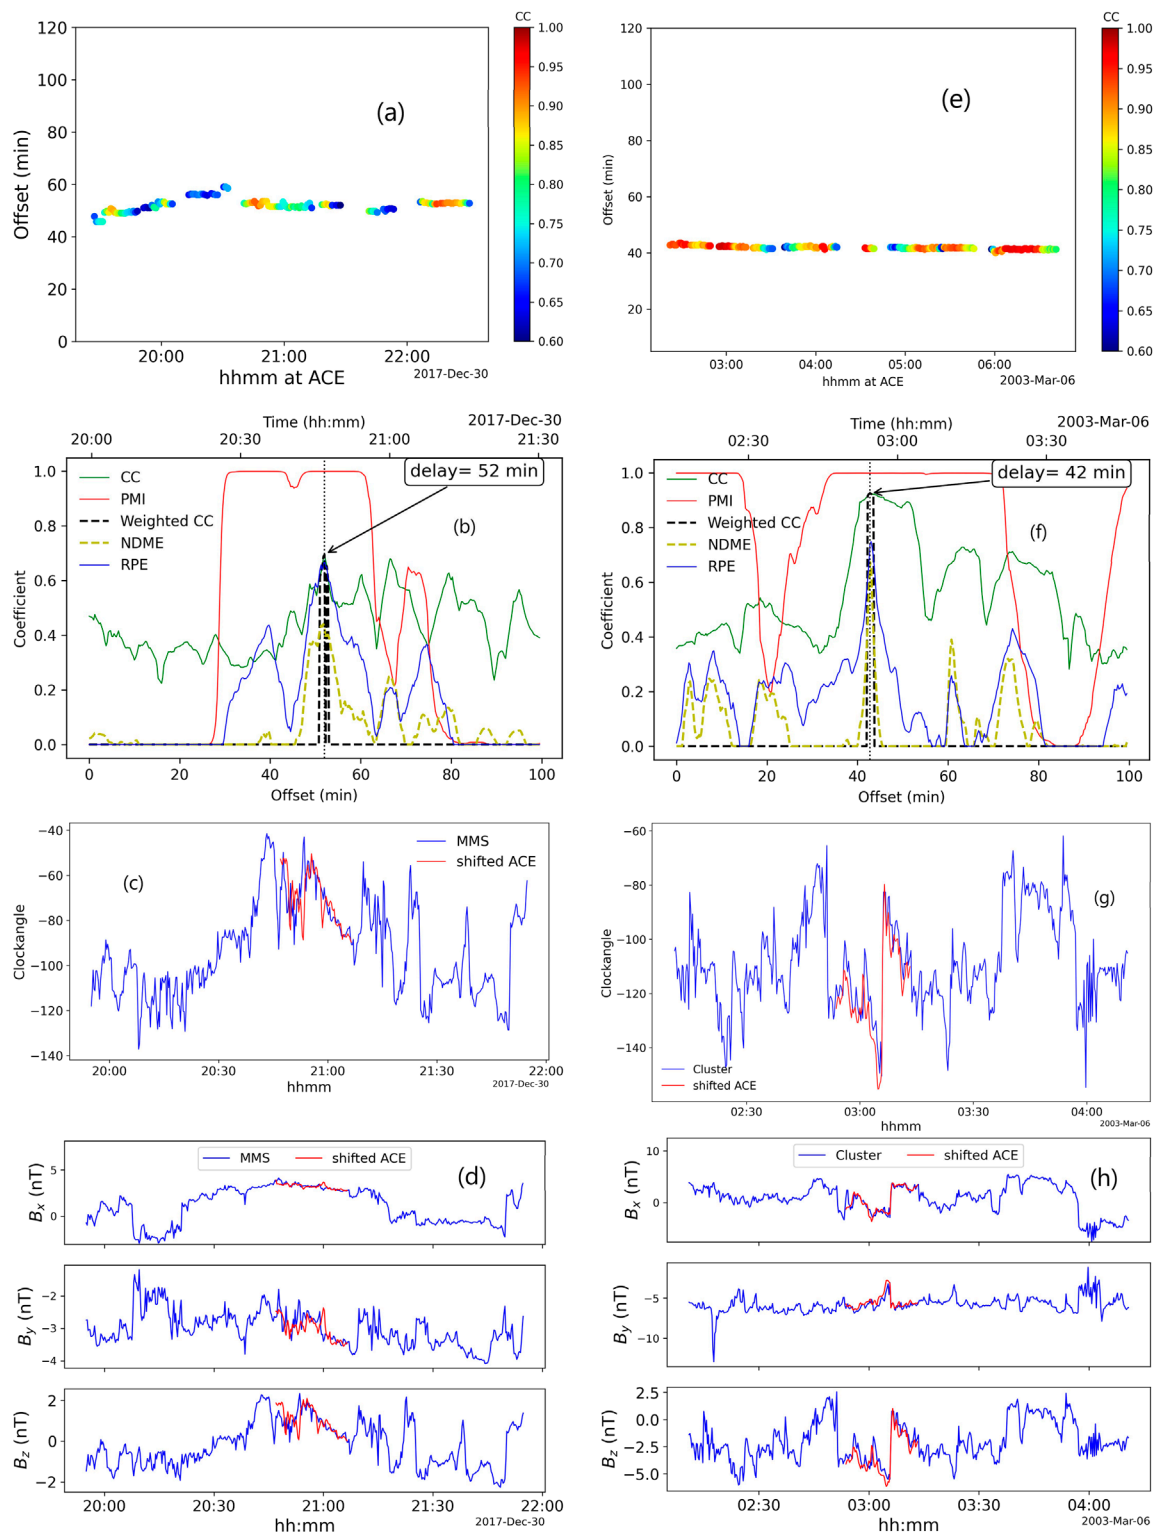 CC
120
100
80
60
40
20
0
Offset (min)
(a)
20:00
21:00
22:00
hhmm at ACE
2017-Dec-30
1.00
0.95
0.90
0.85
0.80
0.75
0.70
0.65
0.60
CC
120
100
80
60
40
20
Offset (min)
(e)
03:00
04:00
05:00
06:00
hhmm at ACE
2003-Mar-06
1.00
0.95
0.90
0.85
0.80
0.75
0.70
0.65
0.60
Time (hh:mm)
2017-Dec-30
20:00
20:30
21:00
21:30
delay= 52 min
CC
PMI
Weighted CC
NDME
RPE
(b)
1.0
0.8
0.6
0.4
0.2
0.0
Coefficient
0
20
40
60
80
100
Offset (min)
Time (hh:mm)
2003-Mar-06
02:30
03:00
03:30
delay= 42 min
CC
PMI
Weighted CC
NDME
RPE
(f)
1.0
0.8
0.6
0.4
0.2
0.0
Coefficient
0
20
40
60
80
100
Offset (min)
−40
−60
−80
−100
−120
−140
Clockangle
(c)
MMS
shifted ACE
20:00
20:30
21:00
21:30
22:00
hhmm
2017-Dec-30
−60
−80
−100
−120
−140
Clockangle
(g)
Cluster
shifted ACE
02:30
03:00
03:30
04:00
hhmm
2003-Mar-06
MMS
shifted ACE
(d)
5
0
Bx (nT)
−2
−3
−4
By (nT)
2
0
−2
Bz (nT)
20:00
20:30
21:00
21:30
22:00
hh:mm
2017-Dec-30
Cluster
shifted ACE
(h)
10
0
Bx (nT)
−5
−10
By (nT)
2.5
0.0
−2.5
−5.0
Bz (nT)
02:30
03:00
03:30
04:00
hh:mm
2003-Mar-06